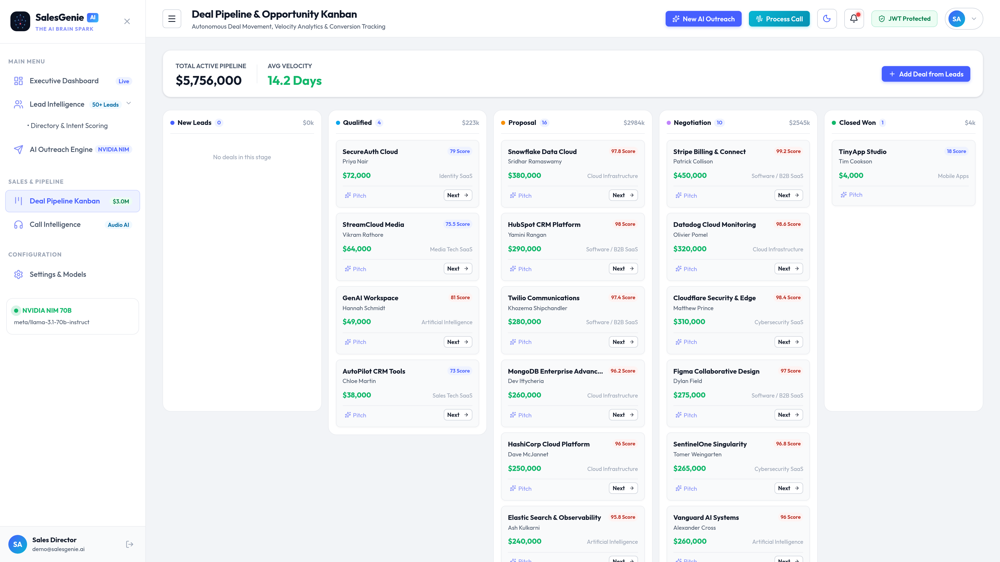 SalesGenie AI
THE AI BRAIN SPARK
MAIN MENU
Executive Dashboard Live
Lead Intelligence 50+ Leads
• Directory & Intent Scoring
AI Outreach Engine NVIDIA NIM
SALES & PIPELINE
Deal Pipeline Kanban $3.0M
Call Intelligence Audio AI
CONFIGURATION
Settings & Models
NVIDIA NIM 70B
meta/llama-3.1-70b-instruct
SA
Sales Director
demo@salesgenie.ai
Deal Pipeline & Opportunity Kanban
Autonomous Deal Movement, Velocity Analytics & Conversion Tracking
New AI Outreach
Process Call
JWT Protected
SA
TOTAL ACTIVE PIPELINE
$5,756,000
AVG VELOCITY
14.2 Days
+ Add Deal from Leads
New Leads 0 $0k
No deals in this stage
Qualified 4 $223k
SecureAuth Cloud 79 Score
Priya Nair
$72,000 Identity SaaS
Pitch Next →
StreamCloud Media 75.5 Score
Vikram Rathore
$64,000 Media Tech SaaS
Pitch Next →
GenAI Workspace 81 Score
Hannah Schmidt
$49,000 Artificial Intelligence
Pitch Next →
AutoPilot CRM Tools 73 Score
Chloe Martin
$38,000 Sales Tech SaaS
Pitch Next →
Proposal 16 $2984k
Snowflake Data Cloud 97.8 Score
Sridhar Ramaswamy
$380,000 Cloud Infrastructure
Pitch Next →
HubSpot CRM Platform 98 Score
Yamini Rangan
$290,000 Software / B2B SaaS
Pitch Next →
Twilio Communications 97.4 Score
Khozema Shipchandler
$280,000 Software / B2B SaaS
Pitch Next →
MongoDB Enterprise Advanc... 96.2 Score
Dev Ittycheria
$260,000 Cloud Infrastructure
Pitch Next →
HashiCorp Cloud Platform 96 Score
Dave McJannet
$250,000 Cloud Infrastructure
Pitch Next →
Elastic Search & Observability 95.8 Score
Ash Kulkarni
$240,000 Artificial Intelligence
Pitch Next →
Negotiation 10 $2545k
Stripe Billing & Connect 99.2 Score
Patrick Collison
$450,000 Software / B2B SaaS
Pitch Next →
Datadog Cloud Monitoring 98.6 Score
Olivier Pomel
$320,000 Cloud Infrastructure
Pitch Next →
Cloudflare Security & Edge 98.4 Score
Matthew Prince
$310,000 Cybersecurity SaaS
Pitch Next →
Figma Collaborative Design 97 Score
Dylan Field
$275,000 Software / B2B SaaS
Pitch Next →
SentinelOne Singularity 96.8 Score
Tomer Weingarten
$265,000 Cybersecurity SaaS
Pitch Next →
Vanguard AI Systems 96 Score
Alexander Cross
$260,000 Artificial Intelligence
Pitch Next →
Closed Won 1 $4k
TinyApp Studio 18 Score
Tim Cookson
$4,000 Mobile Apps
Pitch